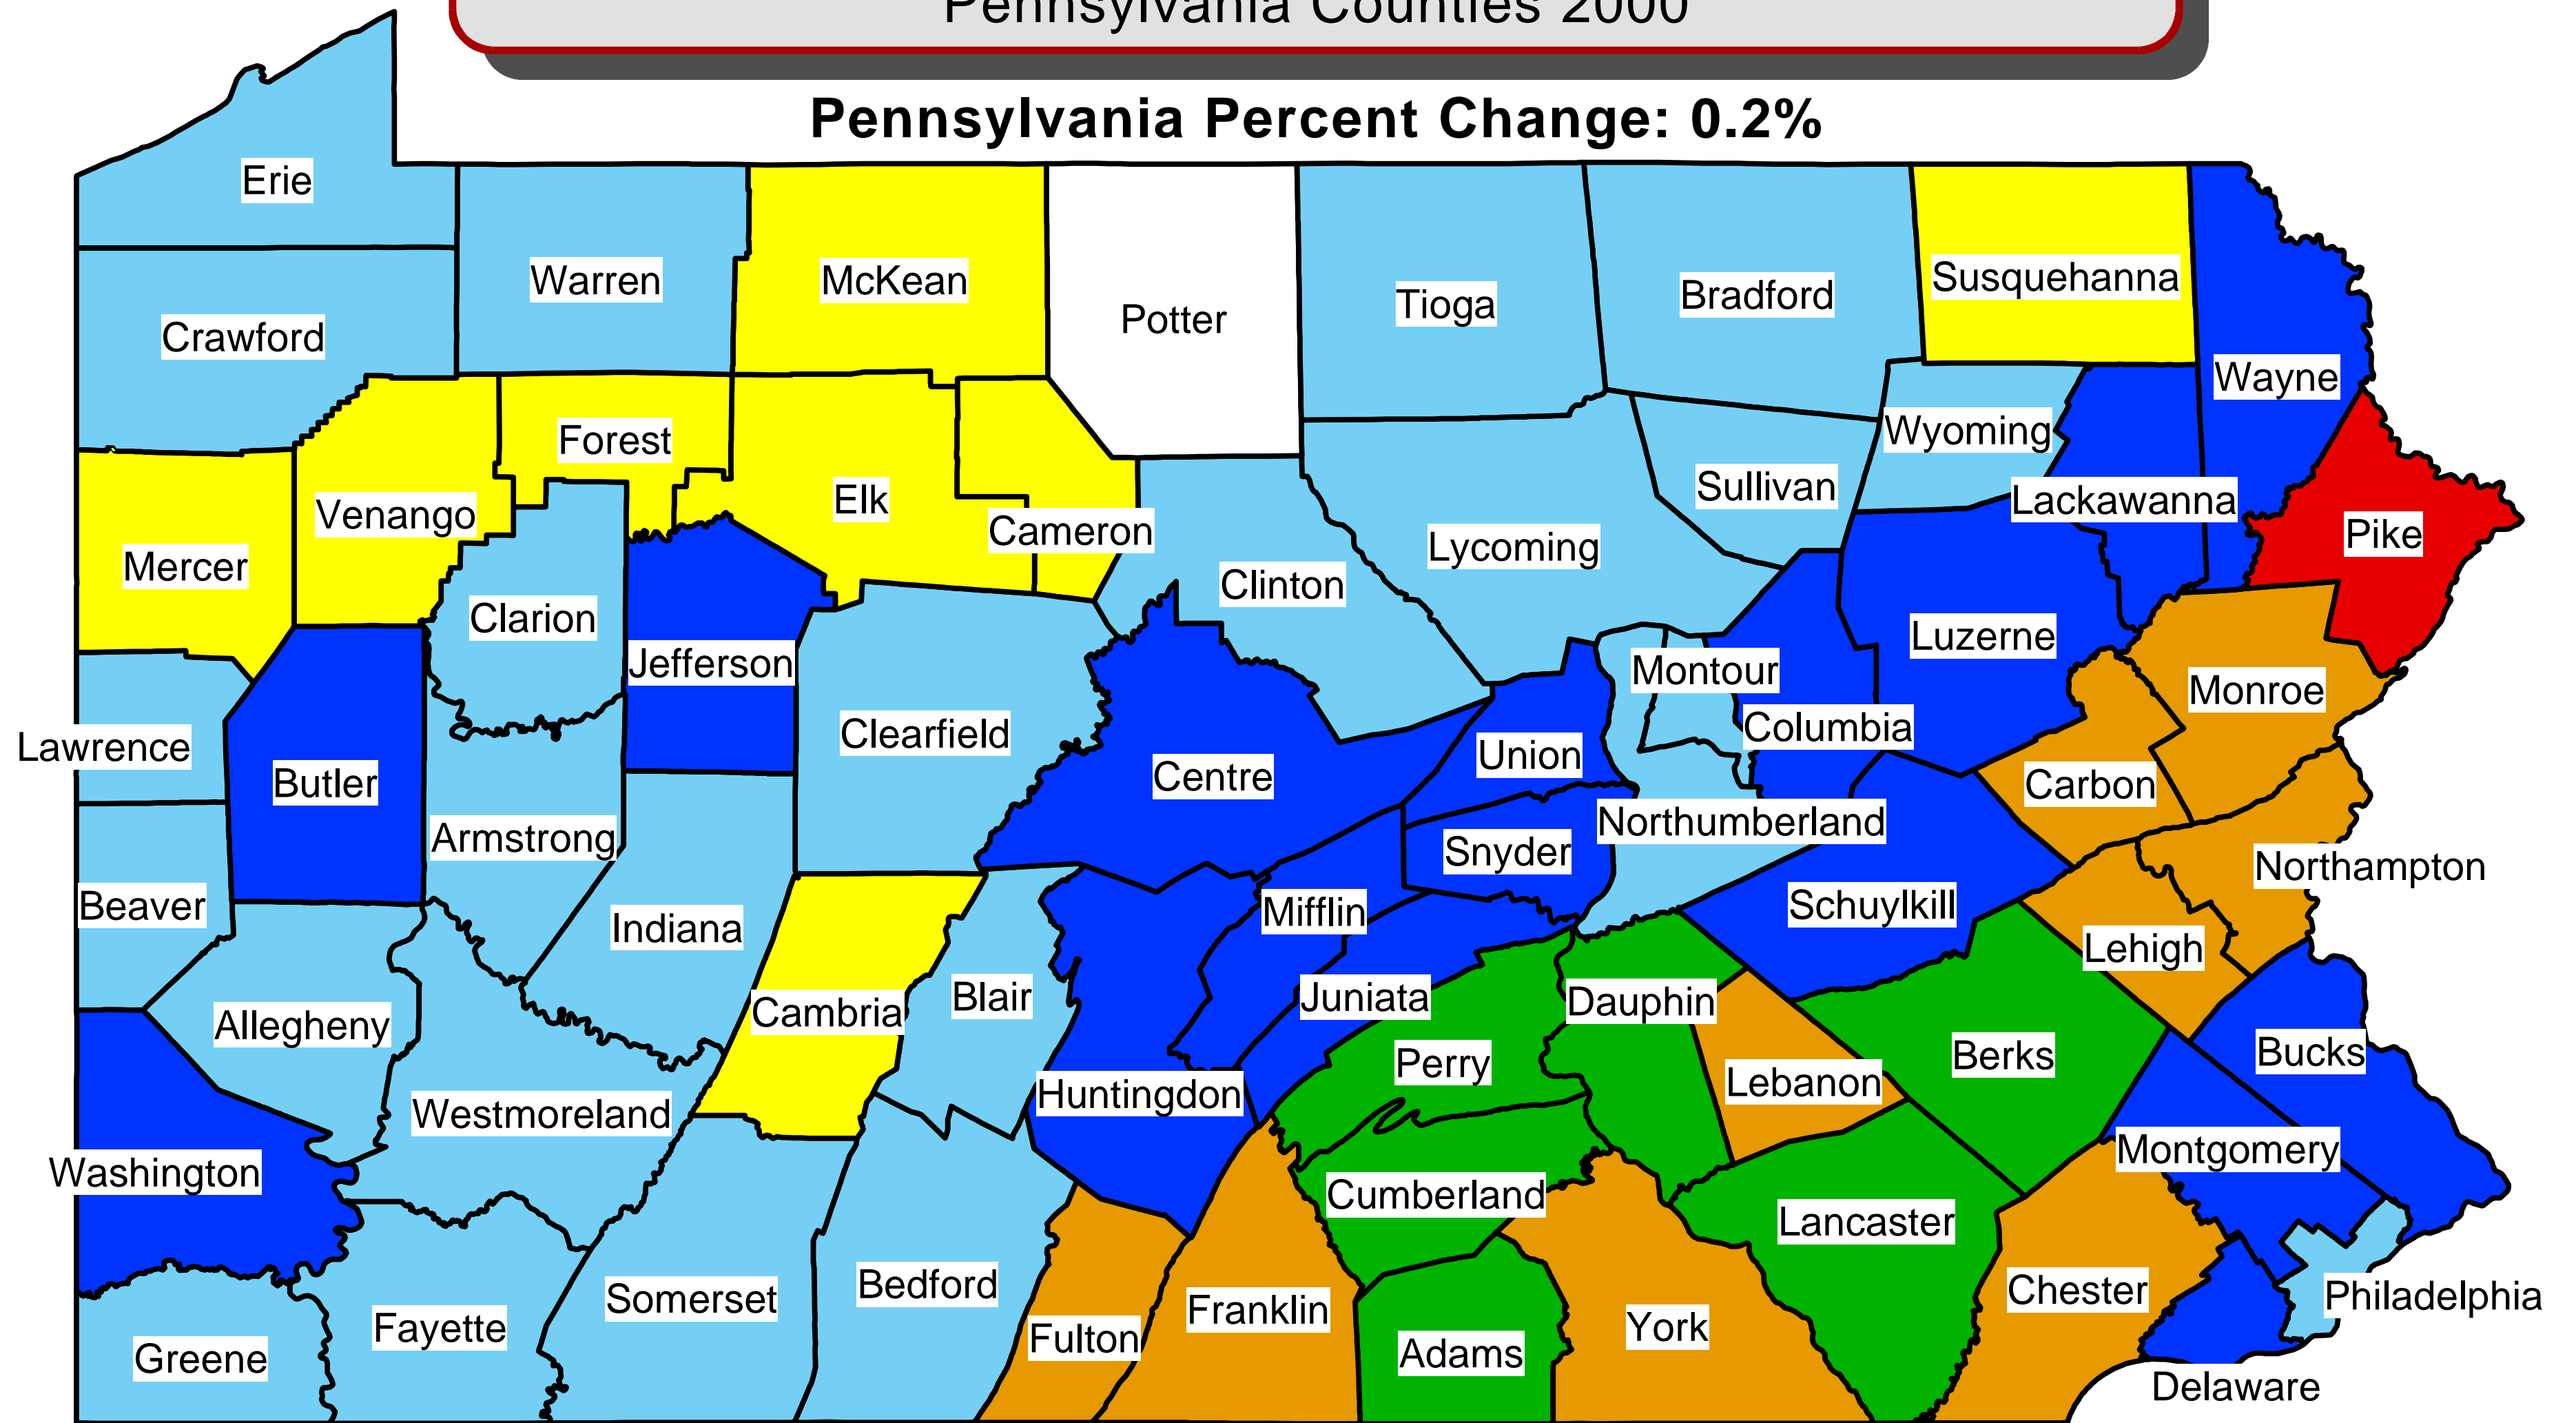 Pennsylvania Counties 2000
Pennsylvania Percent Change: 0.2%
Erie
Warren
McKean
Potter
Tioga
Bradford
Susquehanna
Wayne
Crawford
Forest
Wyoming
Venango
Elk
Cameron
Sullivan
Lackawanna
Pike
Mercer
Lycoming
Clinton
Clarion
Luzerne
Jefferson
Montour
Monroe
Lawrence
Clearfield
Columbia
Butler
Centre
Union
Carbon
Armstrong
Northumberland
Snyder
Northampton
Beaver
Indiana
Mifflin
Schuylkill
Lehigh
Allegheny
Cambria
Blair
Juniata
Dauphin
Perry
Berks
Bucks
Huntingdon
Lebanon
Westmoreland
Montgomery
Washington
Cumberland
Lancaster
Somerset
Bedford
Chester
Philadelphia
Greene
Fayette
Fulton
Franklin
Adams
York
Delaware